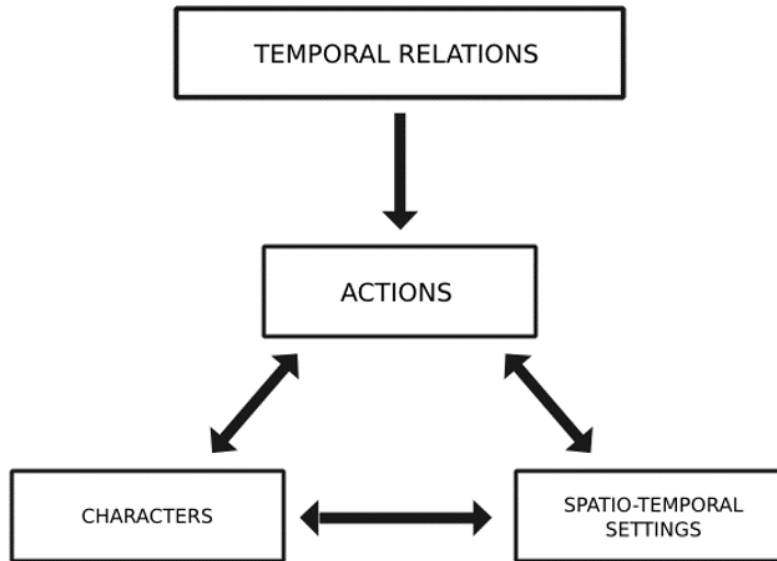 TEMPORAL RELATIONS
ACTIONS
CHARACTERS
SPATIO-TEMPORAL
SETTINGS